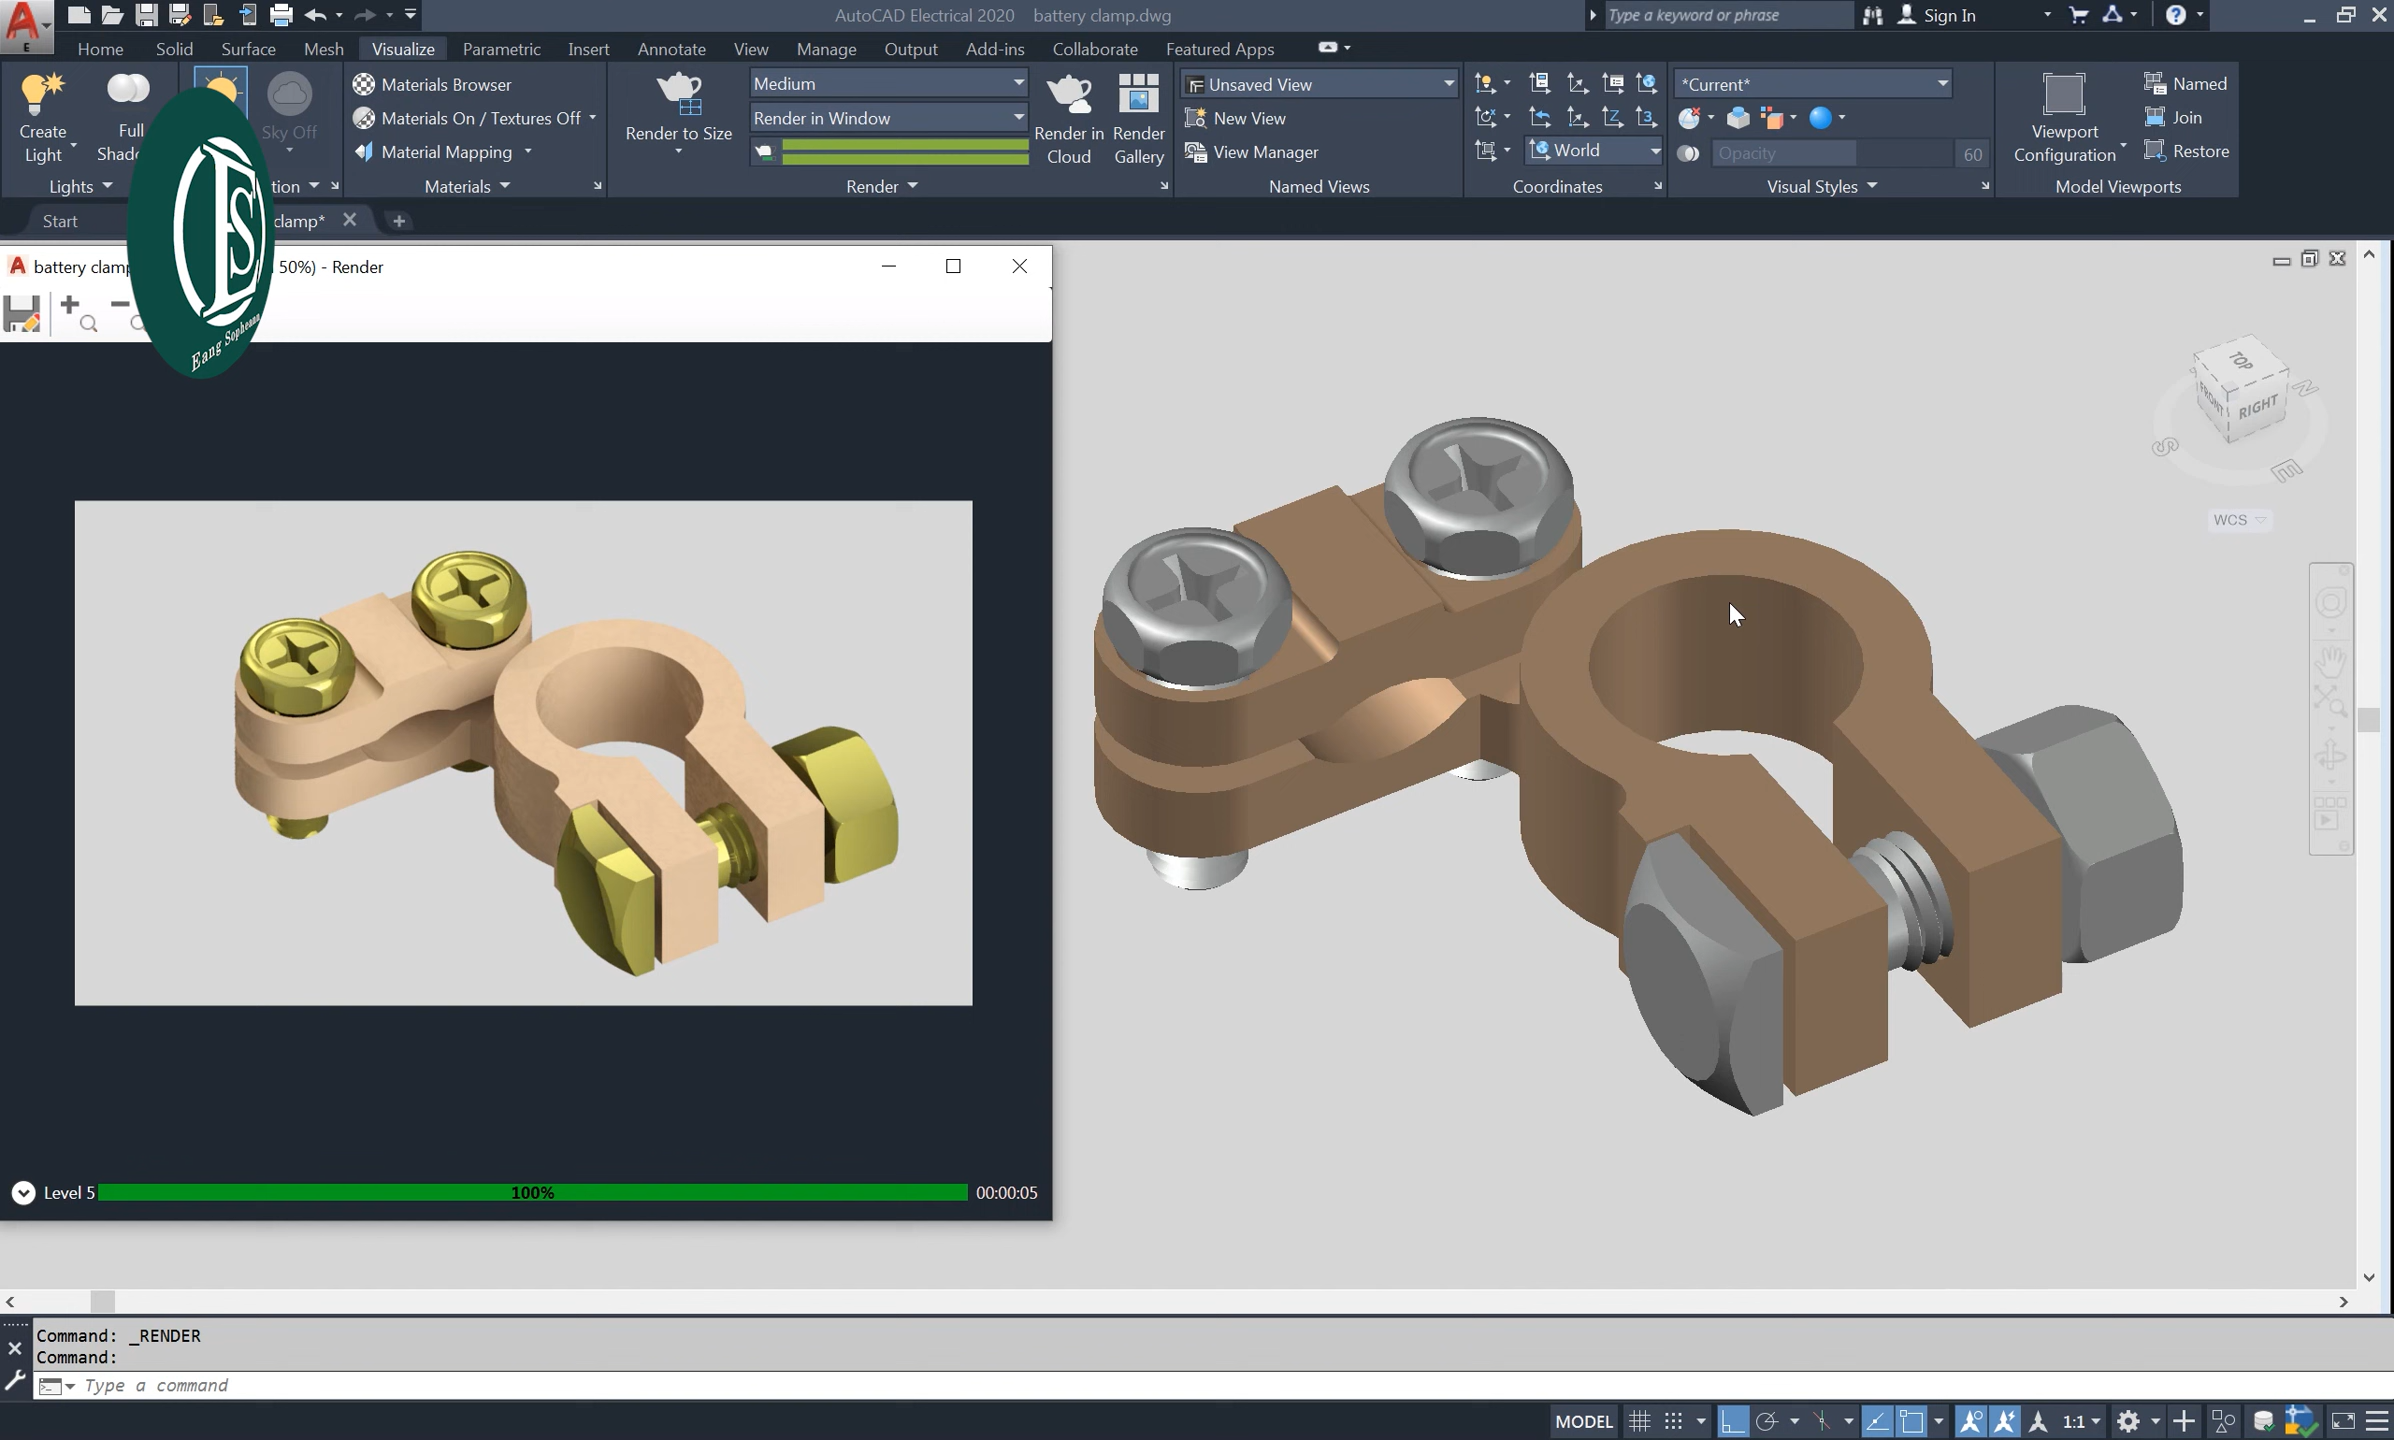 AutoCAD Electrical 2020 battery clamp.dwg
Type a keyword or phrase
Sign In
E
Home Solid Surface Mesh Visualize Parametric Insert Annotate View Manage Output Add-ins Collaborate Featured Apps
Create Light
Full
Sky Off
Lights
Materials Browser
Materials On / Textures Off
Material Mapping
Materials
Render to Size
Medium
Render in Window
Render in Cloud
Render Gallery
Render
Unsaved View
New View
View Manager
Named Views
World
Coordinates
*Current*
Opacity 60
Visual Styles
Viewport Configuration
Named
Join
Restore
Model Viewports
Start
clamp*
50%) - Render
ES
Eang Sopheann
TOP
FRONT
RIGHT
N
S
E
WCS
Level 5 100% 00:00:05
Command: _RENDER
Command:
Type a command
MODEL 1:1